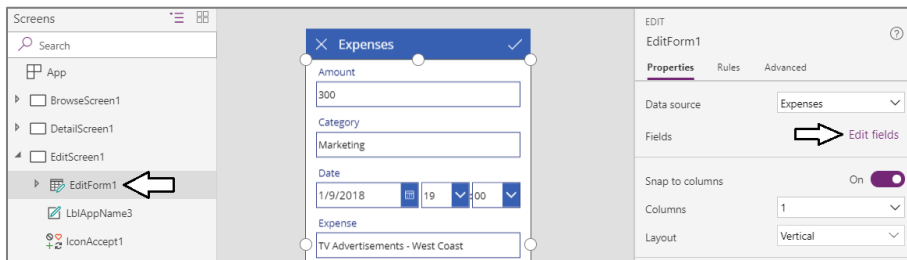 Screens
Search
App
BrowseScreen1
DetailScreen1
EditScreen1
EditForm1
LblAppName3
IconAccept1
Expenses
Amount
300
Category
Marketing
Date
1/9/2018 19 :00
Expense
TV Advertisements - West Coast
EDIT
EditForm1
?
Properties Rules Advanced
Data source Expenses
Fields Edit fields
Snap to columns On
Columns 1
Layout Vertical